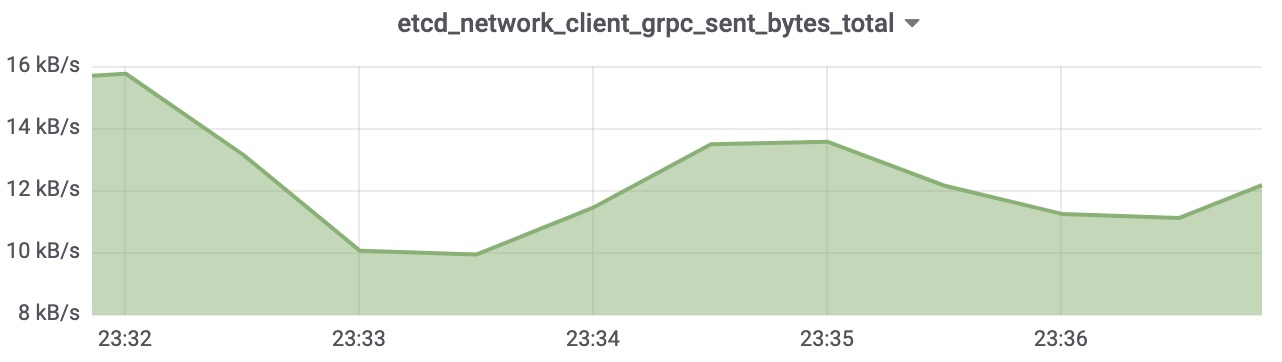 etcd_network_client_grpc_sent_bytes_total
16 kB/s
14 kB/s
12 kB/s
10 kB/s
8 kB/s
23:32 23:33 23:34 23:35 23:36